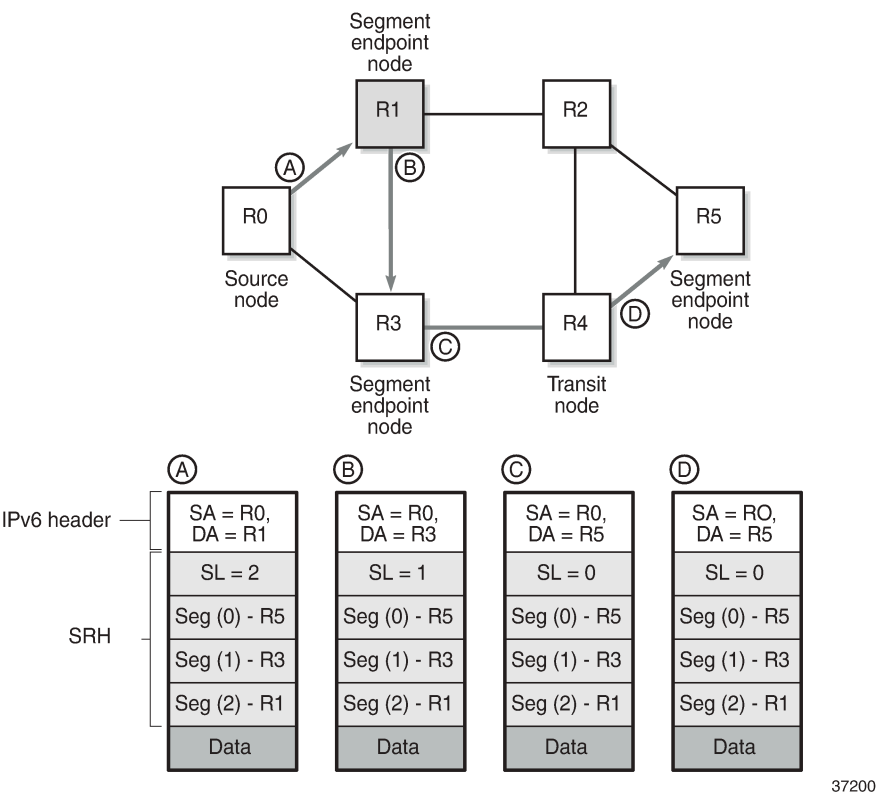 Segment
endpoint
node
R1
R2
A
B
R0
R5
Source
node
Segment
endpoint
node
R3
R4
C
D
Segment
endpoint
node
Transit
node
A
B
C
D
IPv6 header
SA = R0,
DA = R1
SA = R0,
DA = R3
SA = R0,
DA = R5
SA = RO,
DA = R5
SRH
SL = 2
SL = 1
SL = 0
SL = 0
Seg (0) - R5
Seg (0) - R5
Seg (0) - R5
Seg (0) - R5
Seg (1) - R3
Seg (1) - R3
Seg (1) - R3
Seg (1) - R3
Seg (2) - R1
Seg (2) - R1
Seg (2) - R1
Seg (2) - R1
Data
Data
Data
Data
37200